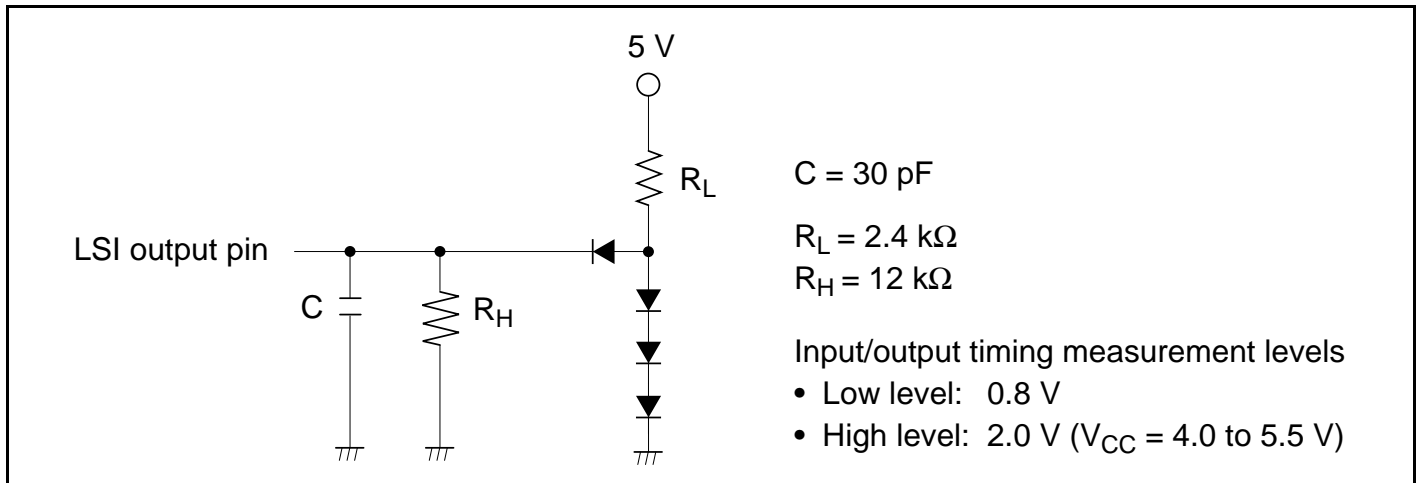 5 V
R_L
C = 30 pF
R_L = 2.4 kΩ
R_H = 12 kΩ
LSI output pin
C
R_H
Input/output timing measurement levels
• Low level: 0.8 V
• High level: 2.0 V (V_CC = 4.0 to 5.5 V)